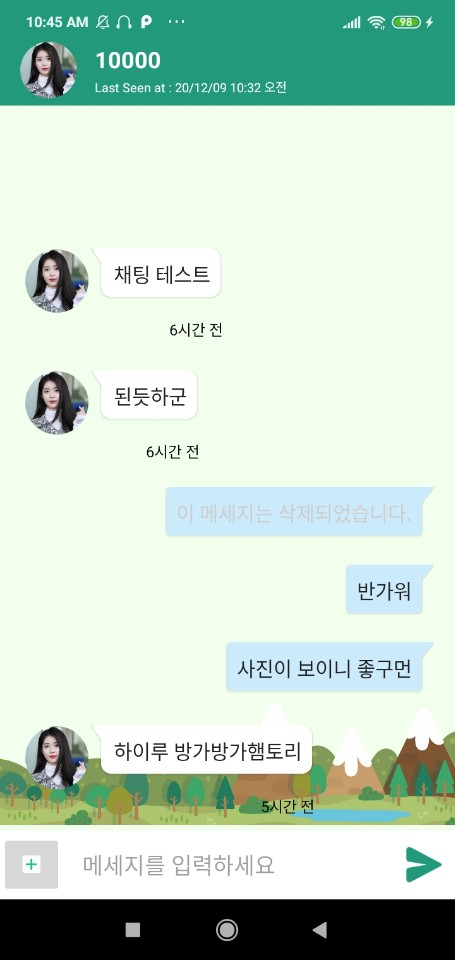 10:45 AM P ... 98
10000
Last Seen at : 20/12/09 10:32 오전
채팅 테스트
6시간 전
된듯하군
6시간 전
이 메세지는 삭제되었습니다.
반가워
사진이 보이니 좋구먼
하이루 방가방가햄토리
5시간 전
메세지를 입력하세요